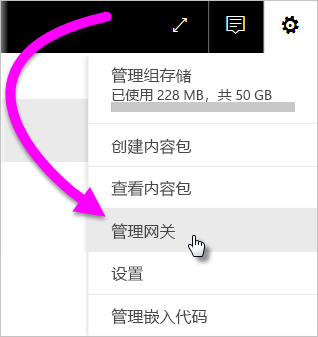 管理组存储
已使用 228 MB，共 50 GB
创建内容包
查看内容包
管理网关
设置
管理嵌入代码